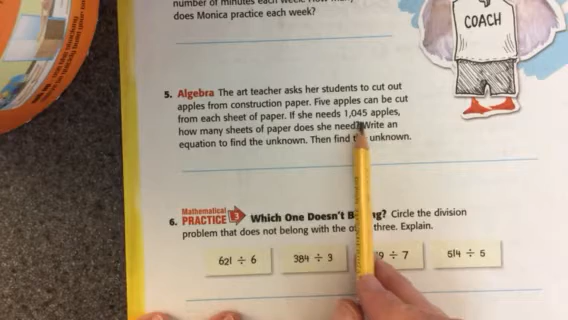 number of minutes each week. How many
does Monica practice each week?
COACH
5. Algebra The art teacher asks her students to cut out
apples from construction paper. Five apples can be cut
from each sheet of paper. If she needs 1,045 apples,
how many sheets of paper does she need? Write an
equation to find the unknown. Then find unknown.
Mathematical
6. PRACTICE 3 Which One Doesn't Circle the division
problem that does not belong with the three. Explain.
621 ÷ 6
384 ÷ 3
9 ÷ 7
514 ÷ 5